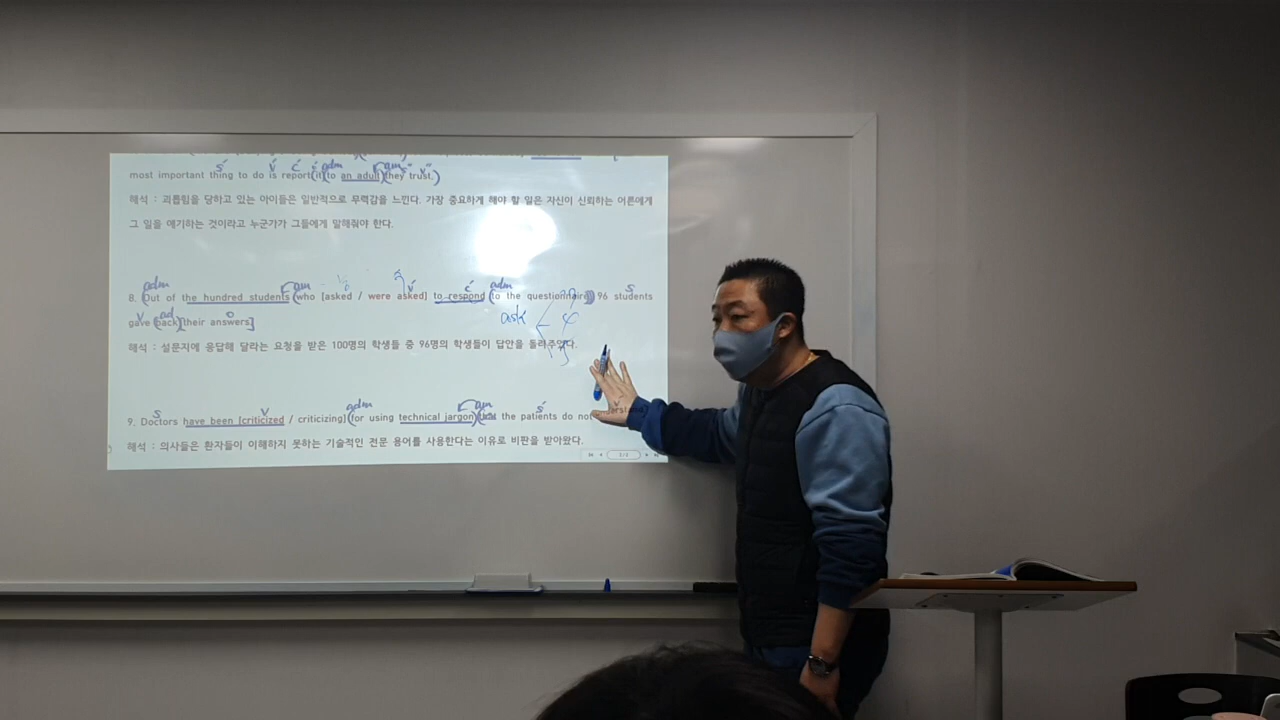 most important thing to do is report (it) (to an adult) (they trust.)
해석 : 괴롭힘을 당하고 있는 아이들은 일반적으로 무력감을 느낀다. 가장 중요하게 해야 할 일은 자신이 신뢰하는 어른에게
그 일을 얘기하는 것이라고 누군가가 그들에게 말해줘야 한다.
8. Out of the hundred students (who [asked / were asked] to respond (to the questionnaire) 96 students
ask 3 4 5
gave (back) [their answers]
해석 : 설문지에 응답해 달라는 요청을 받은 100명의 학생들 중 96명의 학생들이 답안을 돌려주었다.
9. Doctors have been [criticized / criticizing] (for using technical jargon) (that the patients do not
해석 : 의사들은 환자들이 이해하지 못하는 기술적인 전문 용어를 사용한다는 이유로 비판을 받아왔다.